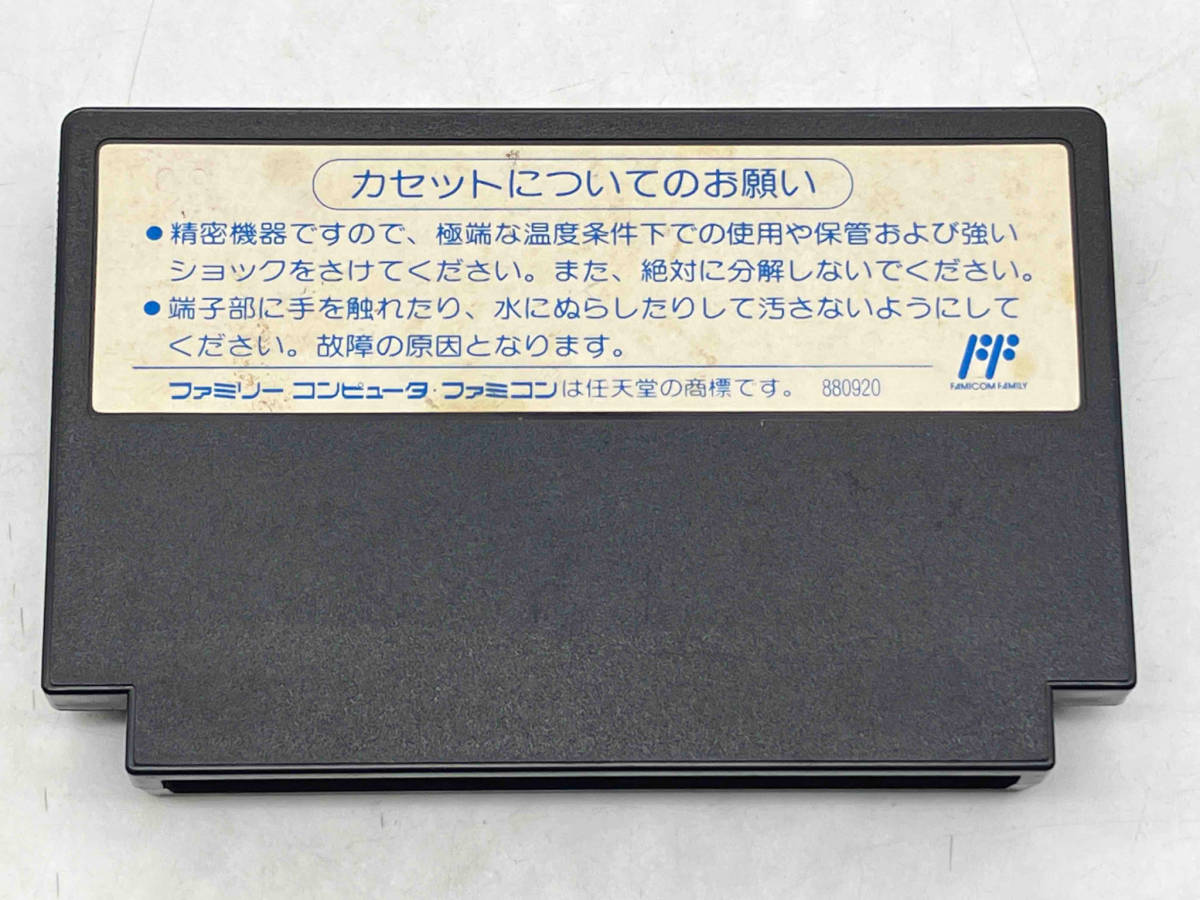 カセットについてのお願い
●精密機器ですので、極端な温度条件下での使用や保管および強い
ショックをさけてください。また、絶対に分解しないでください。
●端子部に手を触れたり、水にぬらしたりして汚さないようにして
ください。故障の原因となります。
FAMICOM FAMILY
ファミリーコンピュータ・ファミコンは任天堂の商標です。 880920